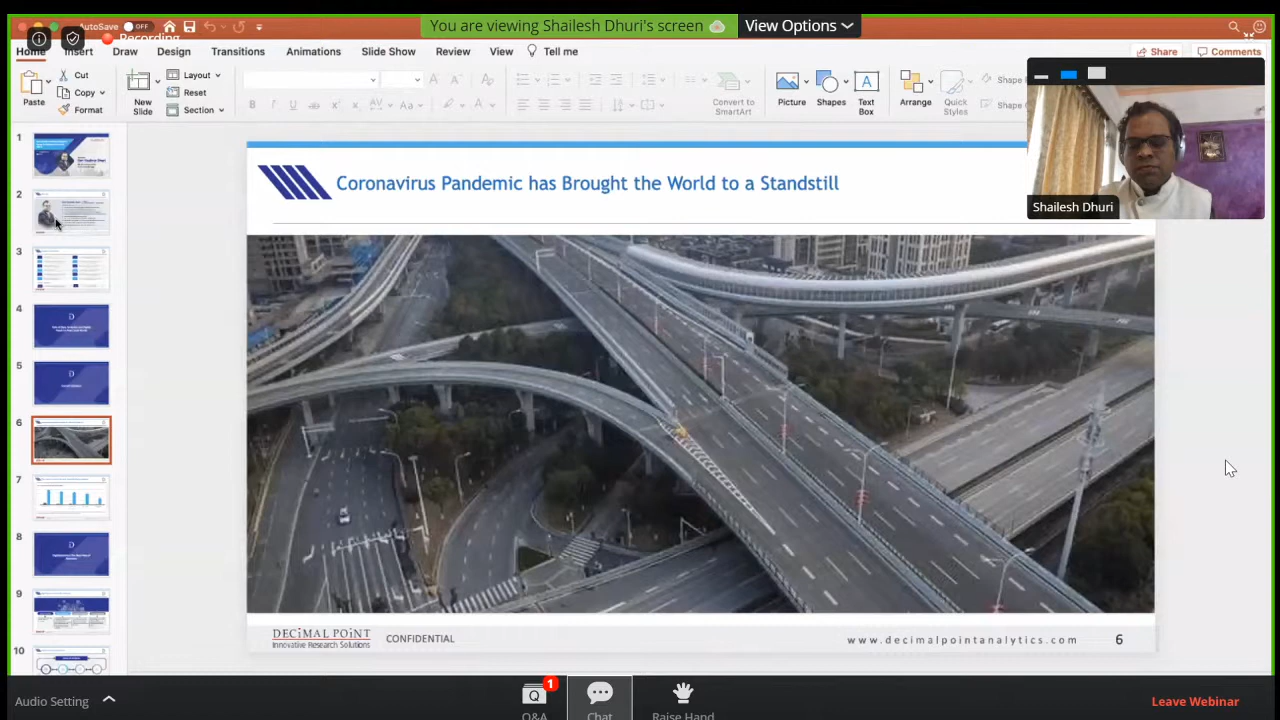 You are viewing Shailesh Dhuri's screen
View Options
AutoSave
OFF
Recording
Home Insert Draw Design Transitions Animations Slide Show Review View Tell me
Share Comments
Paste
Cut
Copy
Format
New
Slide
Layout
Reset
Section
Convert to
SmartArt
Picture
Shapes
Text
Box
Arrange
Quick
Styles
Shape
Shape
Shailesh Dhuri
1
2
3
4
5
6
7
8
9
10
Coronavirus Pandemic has Brought the World to a Standstill
DECiMAL POiNT
Innovative Research Solutions
CONFIDENTIAL
www.decimalpointanalytics.com
6
Audio Setting
1
Q&A
Chat
Raise Hand
Leave Webinar